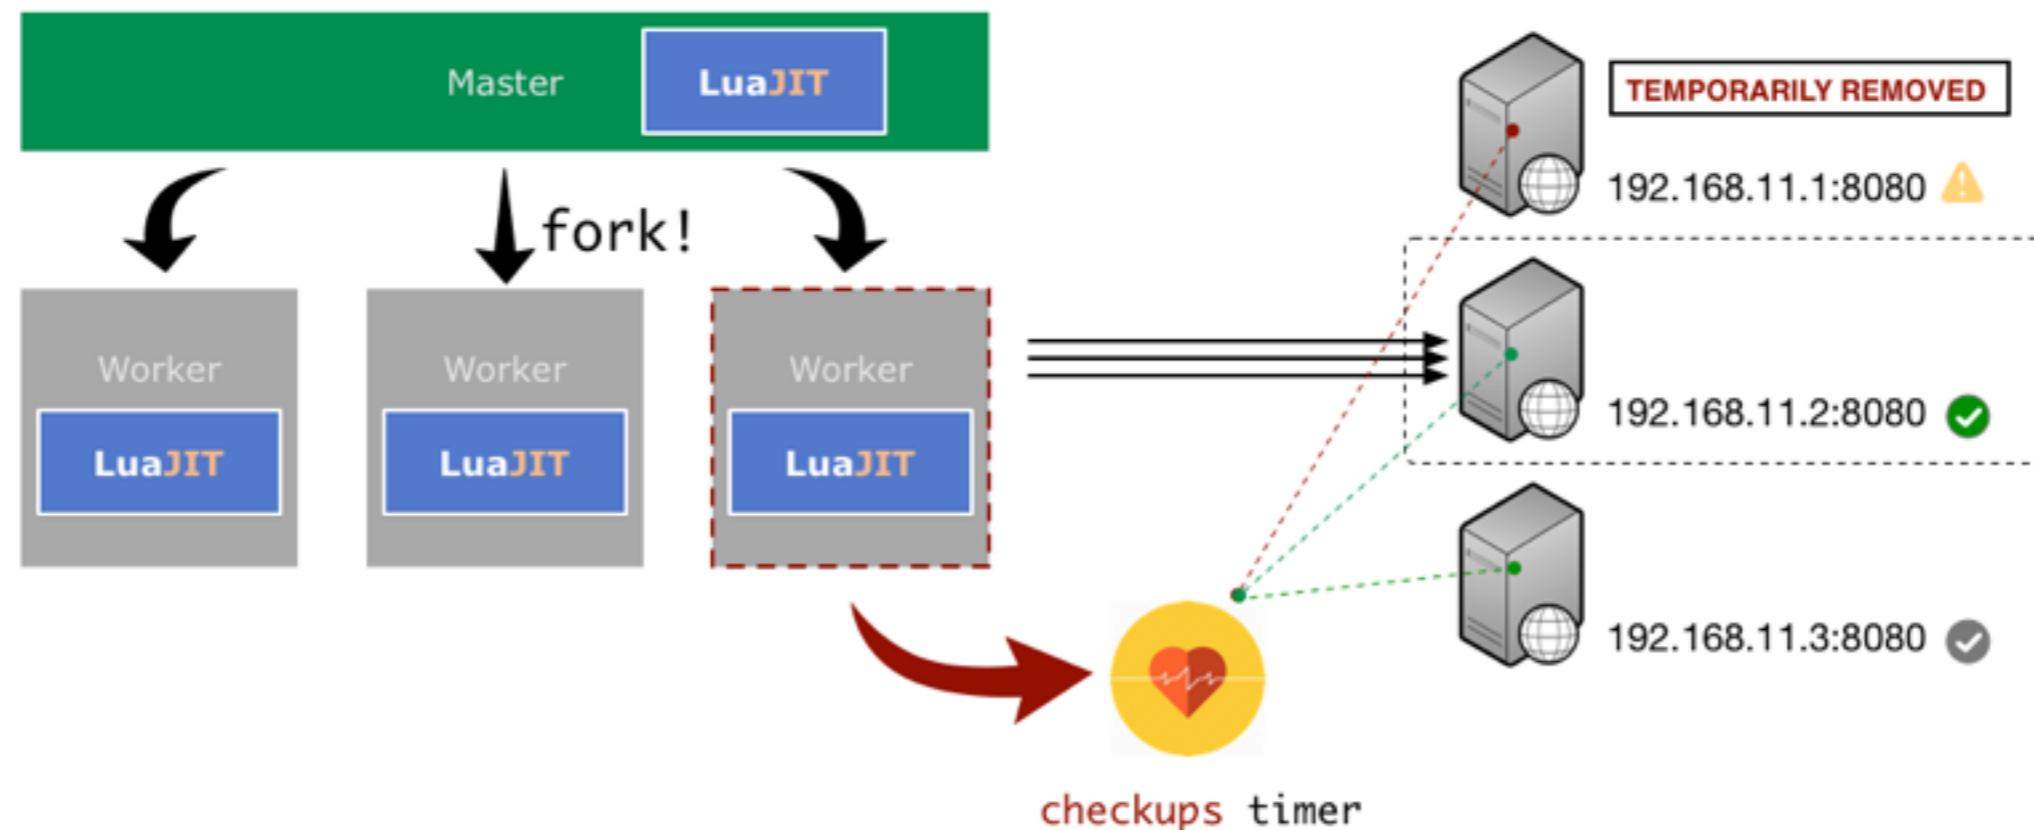 Master
LuaJIT
fork!
Worker
LuaJIT
Worker
LuaJIT
Worker
LuaJIT
TEMPORARILY REMOVED
192.168.11.1:8080
192.168.11.2:8080
192.168.11.3:8080
checkups timer